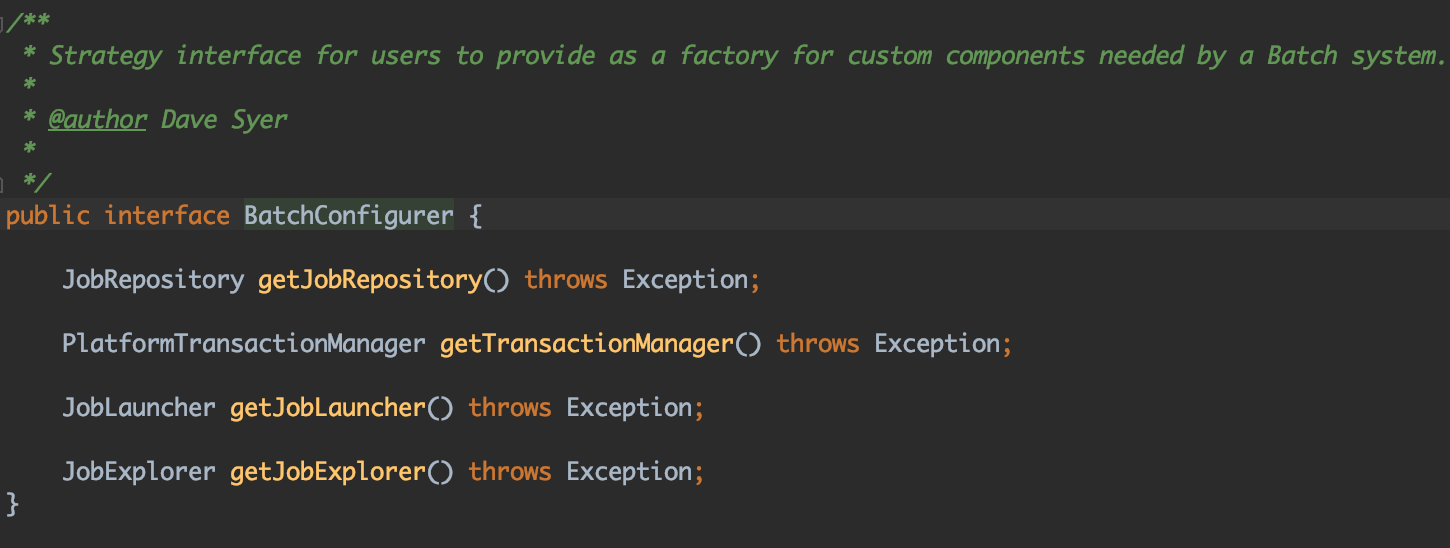 /**
 * Strategy interface for users to provide as a factory for custom components needed by a Batch system.
 *
 * @author Dave Syer
 *
 */
public interface BatchConfigurer {
    JobRepository getJobRepository() throws Exception;
    PlatformTransactionManager getTransactionManager() throws Exception;
    JobLauncher getJobLauncher() throws Exception;
    JobExplorer getJobExplorer() throws Exception;
}